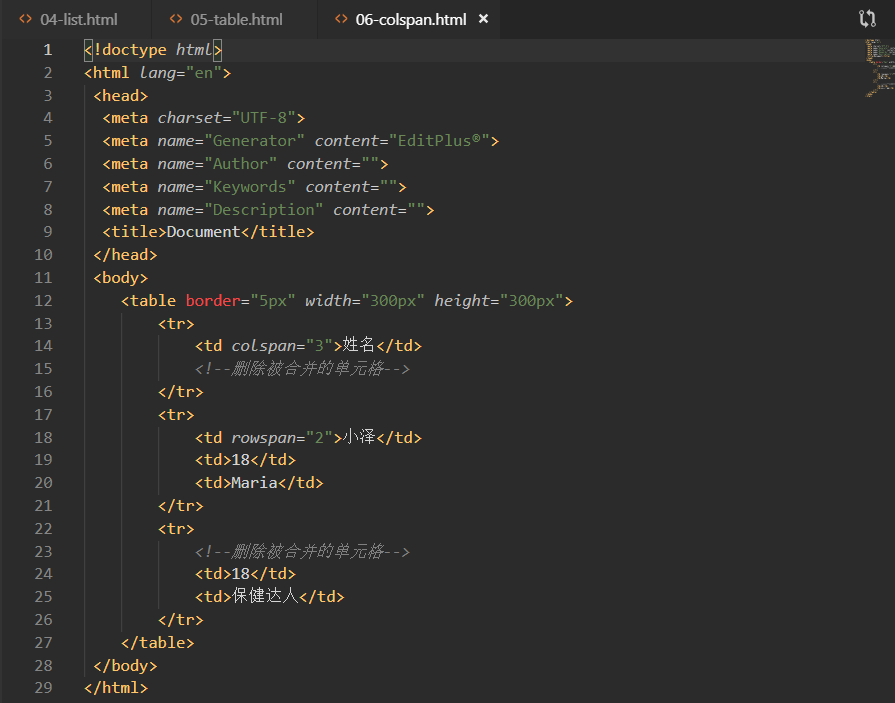 04-list.html 05-table.html 06-colspan.html ×
1 <!doctype html>
2 <html lang="en">
3 <head>
4 <meta charset="UTF-8">
5 <meta name="Generator" content="EditPlus®">
6 <meta name="Author" content="">
7 <meta name="Keywords" content="">
8 <meta name="Description" content="">
9 <title>Document</title>
10 </head>
11 <body>
12 <table border="5px" width="300px" height="300px">
13 <tr>
14 <td colspan="3">姓名</td>
15 <!--删除被合并的单元格-->
16 </tr>
17 <tr>
18 <td rowspan="2">小泽</td>
19 <td>18</td>
20 <td>Maria</td>
21 </tr>
22 <tr>
23 <!--删除被合并的单元格-->
24 <td>18</td>
25 <td>保健达人</td>
26 </tr>
27 </table>
28 </body>
29 </html>